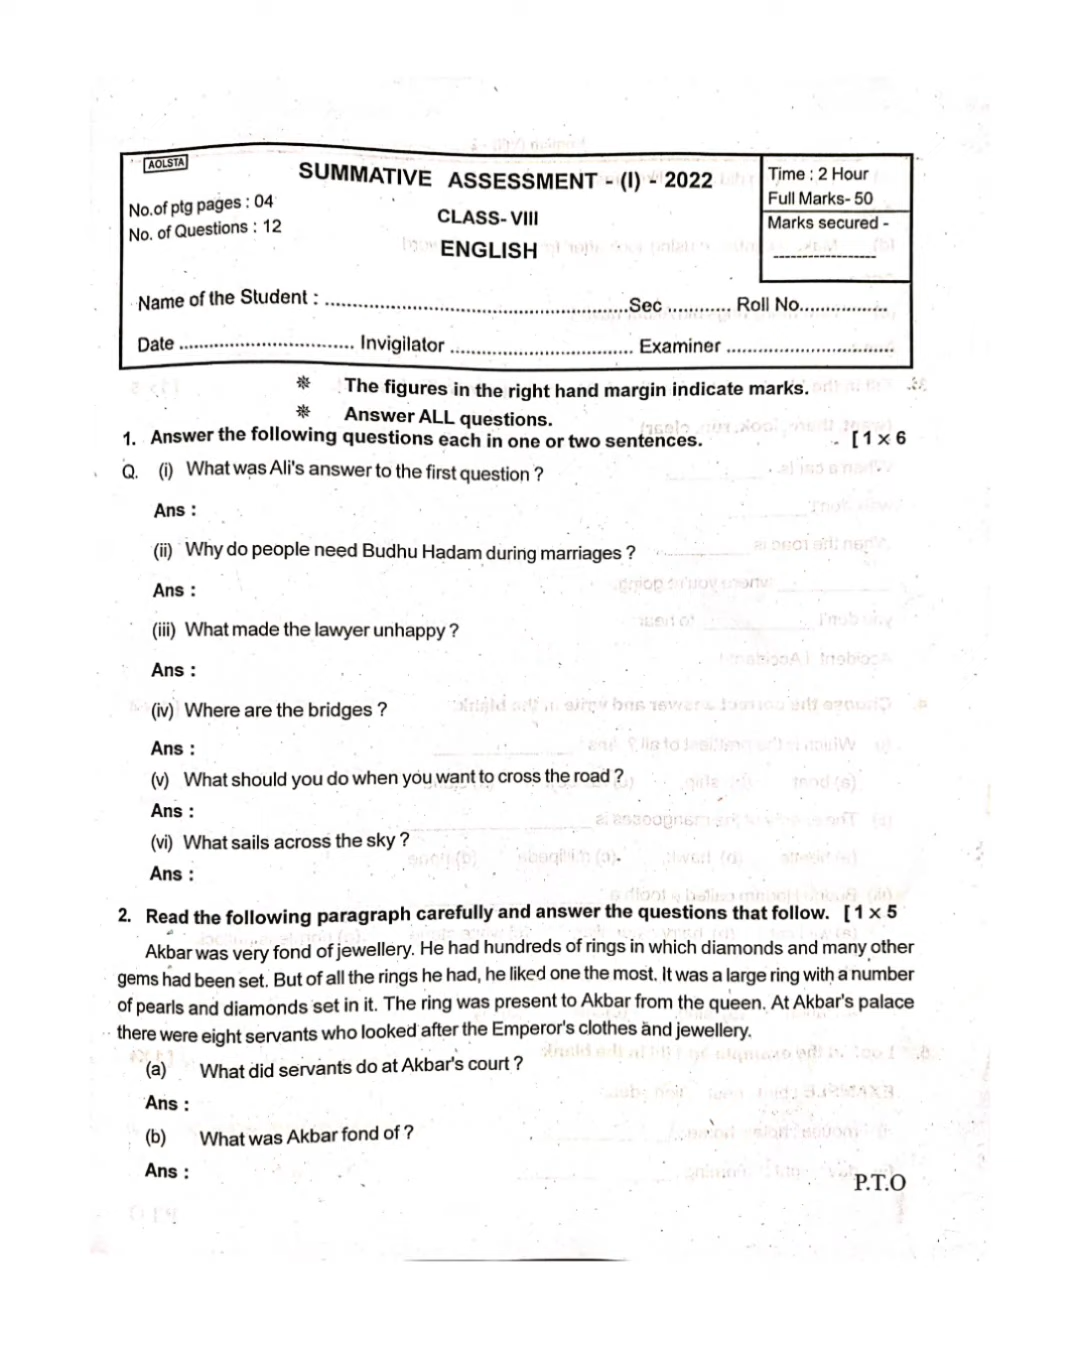 AOLSTA
SUMMATIVE ASSESSMENT - (I) - 2022
Time : 2 Hour
Full Marks- 50
No.of ptg pages : 04
CLASS- VIII
Marks secured -
No. of Questions : 12
ENGLISH
-------------------
Name of the Student : ............................................................Sec ............ Roll No................
Date ................................. Invigilator .................................. Examiner ...............................
※ The figures in the right hand margin indicate marks.
※ Answer ALL questions.
1. Answer the following questions each in one or two sentences. [ 1 × 6
Q. (i) What was Ali's answer to the first question ?
Ans :
(ii) Why do people need Budhu Hadam during marriages ?
Ans :
(iii) What made the lawyer unhappy ?
Ans :
(iv) Where are the bridges ?
Ans :
(v) What should you do when you want to cross the road ?
Ans :
(vi) What sails across the sky ?
Ans :
2. Read the following paragraph carefully and answer the questions that follow. [ 1 × 5
Akbar was very fond of jewellery. He had hundreds of rings in which diamonds and many other
gems had been set. But of all the rings he had, he liked one the most. It was a large ring with a number
of pearls and diamonds set in it. The ring was present to Akbar from the queen. At Akbar's palace
there were eight servants who looked after the Emperor's clothes and jewellery.
(a) What did servants do at Akbar's court ?
Ans :
(b) What was Akbar fond of ?
Ans :
P.T.O